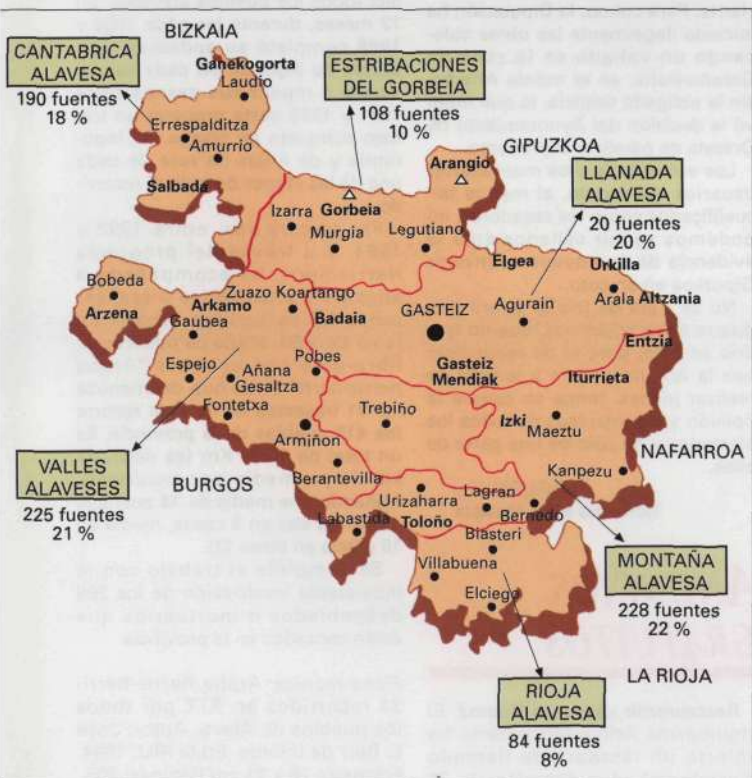 BIZKAIA
CANTABRICA
ALAVESA
190 fuentes
18 %
Ganekogorta
Laudio
Errespalditza
Amurrio
Salbada
ESTRIBACIONES
DEL GORBEIA
108 fuentes
10 %
GIPUZKOA
Arangio
Gorbeia
Izarra
Murgia
Legutiano
LLANADA
ALAVESA
20 fuentes
20 %
Elgea
Urkilla
Bobeda
Arzena
Zuazo Koartango
Arkamo
Gaubea
Badaia
GASTEIZ
Agurain
Arala
Altzania
Entzia
Espejo
Añana
Gesaltza
Pobes
Gasteiz
Mendiak
Iturrieta
Fontetxa
Trebiño
Izki
Maeztu
Armiñon
NAFARROA
Kanpezu
VALLES
ALAVESES
225 fuentes
21 %
BURGOS
Berantevilla
Urizaharra
Lagran
Bernedo
Labastida
Toloño
Blasteri
Villabuena
Elciego
MONTAÑA
ALAVESA
228 fuentes
22 %
LA RIOJA
RIOJA
ALAVESA
84 fuentes
8%